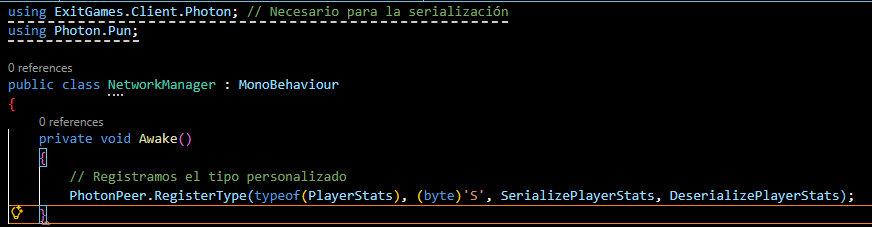 using ExitGames.Client.Photon; // Necesario para la serialización
using Photon.Pun;
0 references
public class NetworkManager : MonoBehaviour
{
0 references
private void Awake()
{
// Registramos el tipo personalizado
PhotonPeer.RegisterType(typeof(PlayerStats), (byte)'S', SerializePlayerStats, DeserializePlayerStats);
}